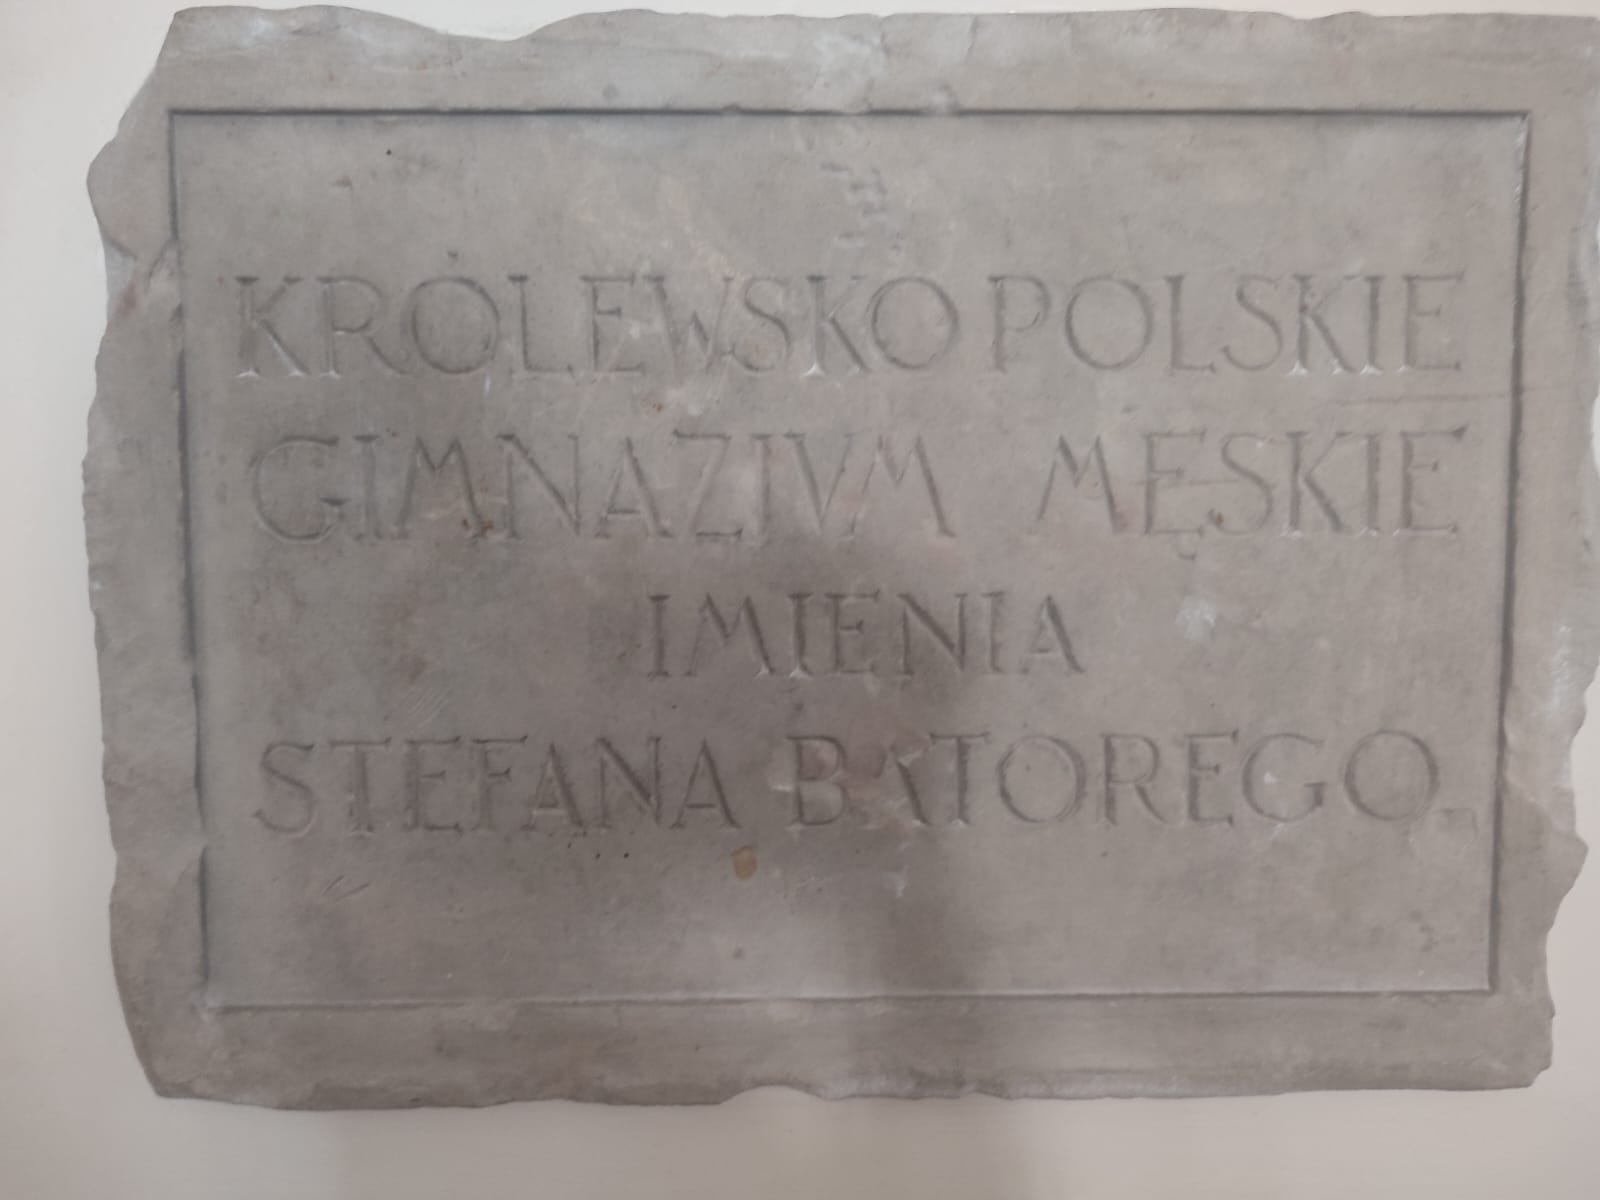 KRÓLEWSKO POLSKIE
GIMNAZIVM MĘSKIE
IMIENIA
STEFANA BATOREGO